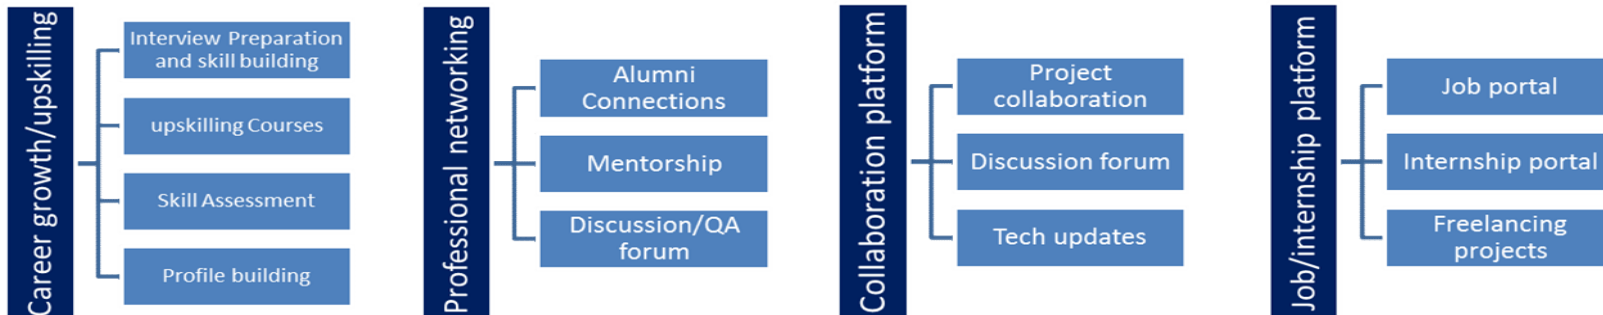 Career growth/upskilling
Interview Preparation
and skill building
upskilling Courses
Skill Assessment
Profile building
Professional networking
Alumni
Connections
Mentorship
Discussion/QA
forum
Collaboration platform
Project
collaboration
Discussion forum
Tech updates
Job/internship platform
Job portal
Internship portal
Freelancing
projects